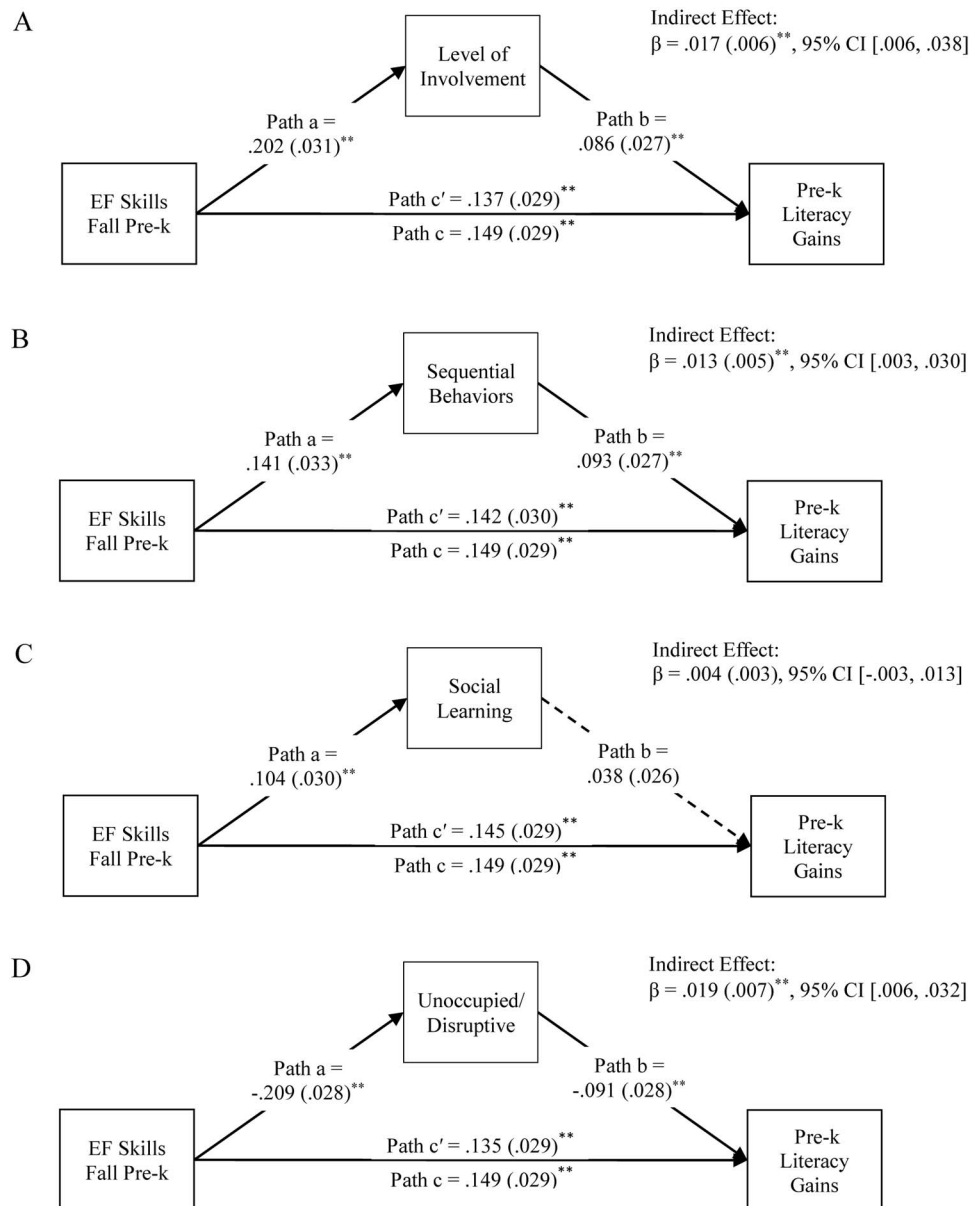 A
Indirect Effect:
β = .017 (.006)**, 95% CI [.006, .038]
Level of
Involvement
Path a =
.202 (.031)**
Path b =
.086 (.027)**
EF Skills
Fall Pre-k
Path c′ = .137 (.029)**
Path c = .149 (.029)**
Pre-k
Literacy
Gains
B
Indirect Effect:
β = .013 (.005)**, 95% CI [.003, .030]
Sequential
Behaviors
Path a =
.141 (.033)**
Path b =
.093 (.027)**
EF Skills
Fall Pre-k
Path c′ = .142 (.030)**
Path c = .149 (.029)**
Pre-k
Literacy
Gains
C
Indirect Effect:
β = .004 (.003), 95% CI [-.003, .013]
Social
Learning
Path a =
.104 (.030)**
Path b =
.038 (.026)
EF Skills
Fall Pre-k
Path c′ = .145 (.029)**
Path c = .149 (.029)**
Pre-k
Literacy
Gains
D
Indirect Effect:
β = .019 (.007)**, 95% CI [.006, .032]
Unoccupied/
Disruptive
Path a =
-.209 (.028)**
Path b =
-.091 (.028)**
EF Skills
Fall Pre-k
Path c′ = .135 (.029)**
Path c = .149 (.029)**
Pre-k
Literacy
Gains